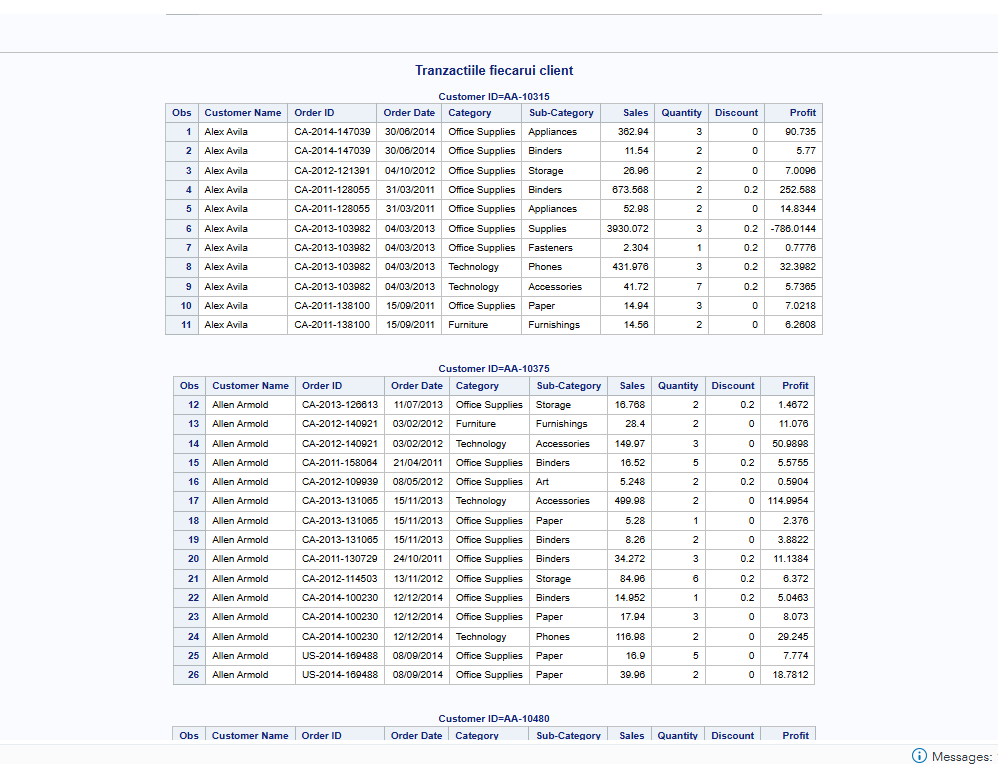 Tranzactiile fiecarui client
Customer ID=AA-10315
Obs Customer Name Order ID Order Date Category Sub-Category Sales Quantity Discount Profit
1 Alex Avila CA-2014-147039 30/06/2014 Office Supplies Appliances 362.94 3 0 90.735
2 Alex Avila CA-2014-147039 30/06/2014 Office Supplies Binders 11.54 2 0 5.77
3 Alex Avila CA-2012-121391 04/10/2012 Office Supplies Storage 26.96 2 0 7.0096
4 Alex Avila CA-2011-128055 31/03/2011 Office Supplies Binders 673.568 2 0.2 252.588
5 Alex Avila CA-2011-128055 31/03/2011 Office Supplies Appliances 52.98 2 0 14.8344
6 Alex Avila CA-2013-103982 04/03/2013 Office Supplies Supplies 3930.072 3 0.2 -786.0144
7 Alex Avila CA-2013-103982 04/03/2013 Office Supplies Fasteners 2.304 1 0.2 0.7776
8 Alex Avila CA-2013-103982 04/03/2013 Technology Phones 431.976 3 0.2 32.3982
9 Alex Avila CA-2013-103982 04/03/2013 Technology Accessories 41.72 7 0.2 5.7365
10 Alex Avila CA-2011-138100 15/09/2011 Office Supplies Paper 14.94 3 0 7.0218
11 Alex Avila CA-2011-138100 15/09/2011 Furniture Furnishings 14.56 2 0 6.2608
Customer ID=AA-10375
Obs Customer Name Order ID Order Date Category Sub-Category Sales Quantity Discount Profit
12 Allen Armold CA-2013-126613 11/07/2013 Office Supplies Storage 16.768 2 0.2 1.4672
13 Allen Armold CA-2012-140921 03/02/2012 Furniture Furnishings 28.4 2 0 11.076
14 Allen Armold CA-2012-140921 03/02/2012 Technology Accessories 149.97 3 0 50.9898
15 Allen Armold CA-2011-158064 21/04/2011 Office Supplies Binders 16.52 5 0.2 5.5755
16 Allen Armold CA-2012-109939 08/05/2012 Office Supplies Art 5.248 2 0.2 0.5904
17 Allen Armold CA-2013-131065 15/11/2013 Technology Accessories 499.98 2 0 114.9954
18 Allen Armold CA-2013-131065 15/11/2013 Office Supplies Paper 5.28 1 0 2.376
19 Allen Armold CA-2013-131065 15/11/2013 Office Supplies Binders 8.26 2 0 3.8822
20 Allen Armold CA-2011-130729 24/10/2011 Office Supplies Binders 34.272 3 0.2 11.1384
21 Allen Armold CA-2012-114503 13/11/2012 Office Supplies Storage 84.96 6 0.2 6.372
22 Allen Armold CA-2014-100230 12/12/2014 Office Supplies Binders 14.952 1 0.2 5.0463
23 Allen Armold CA-2014-100230 12/12/2014 Office Supplies Paper 17.94 3 0 8.073
24 Allen Armold CA-2014-100230 12/12/2014 Technology Phones 116.98 2 0 29.245
25 Allen Armold US-2014-169488 08/09/2014 Office Supplies Paper 16.9 5 0 7.774
26 Allen Armold US-2014-169488 08/09/2014 Office Supplies Paper 39.96 2 0 18.7812
Customer ID=AA-10480
Obs Customer Name Order ID Order Date Category Sub-Category Sales Quantity Discount Profit
Messages: